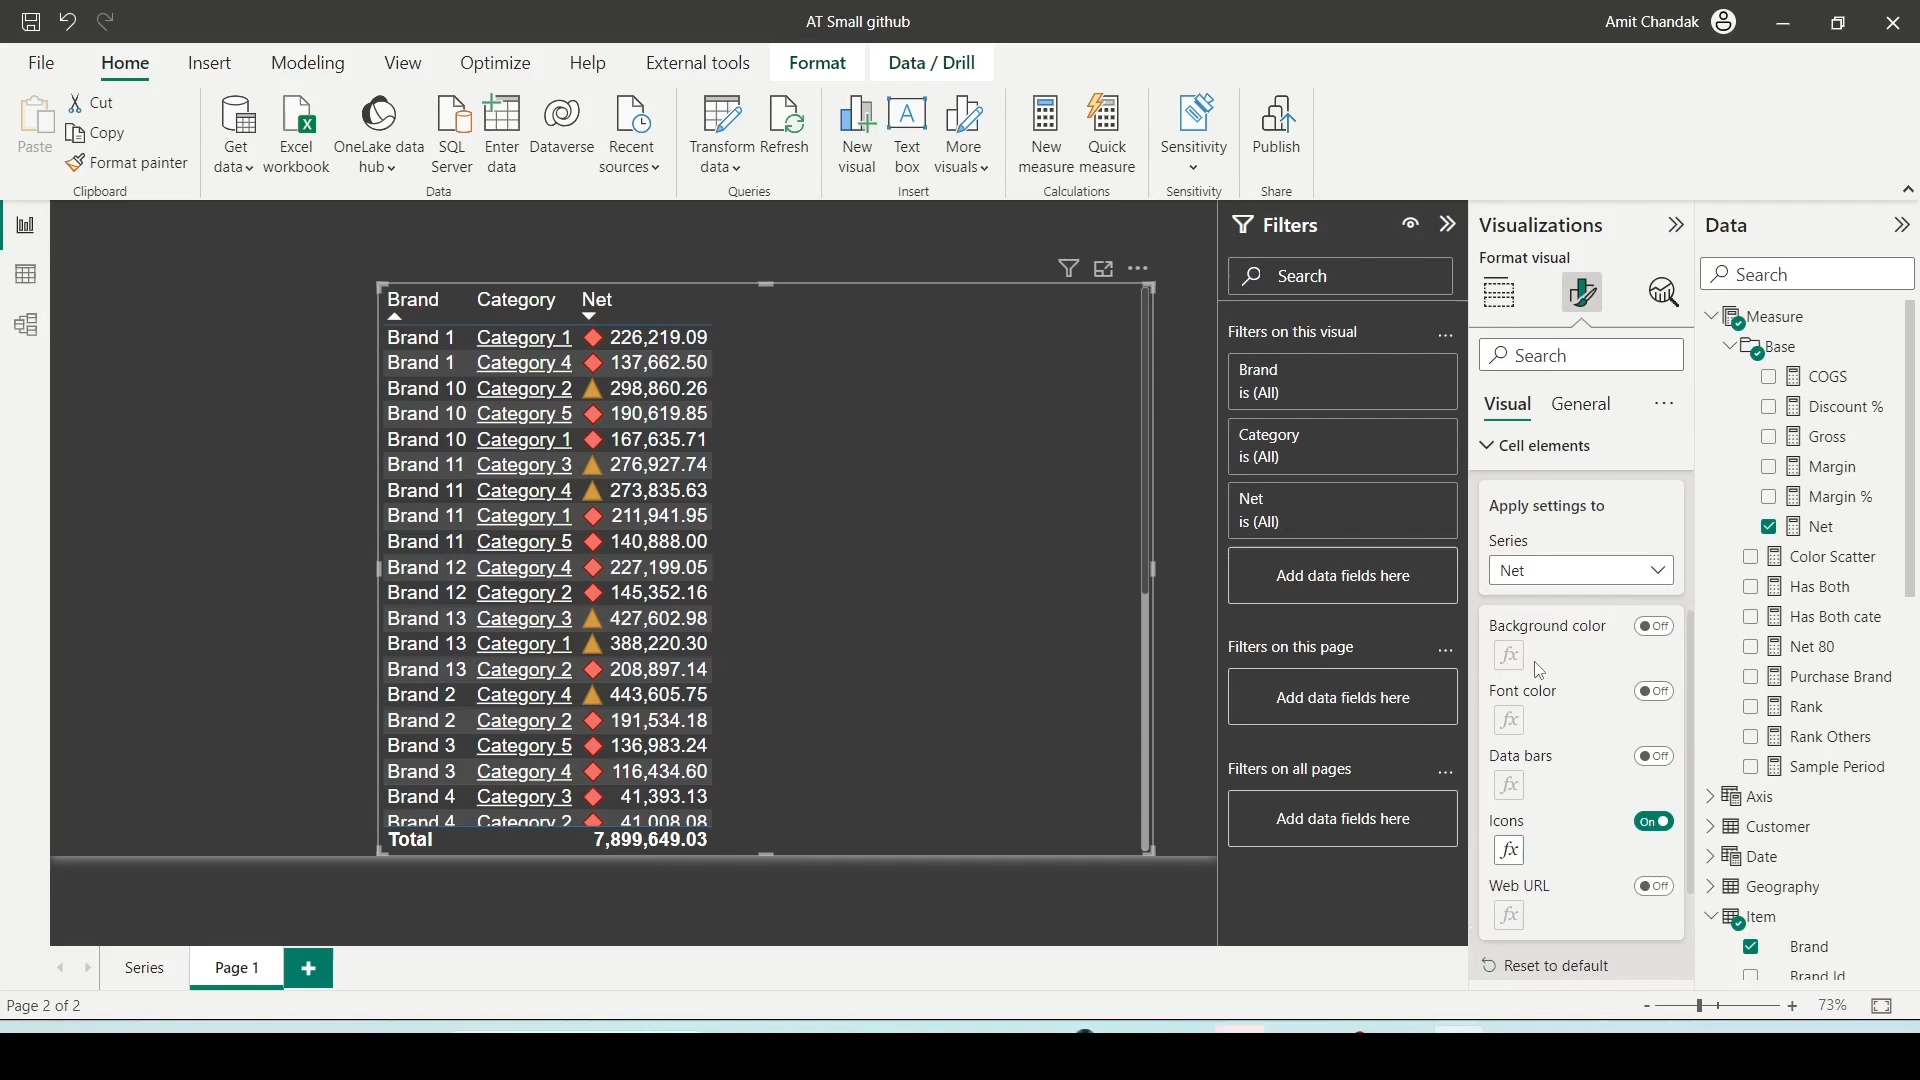 AT Small github
Amit Chandak
File Home Insert Modeling View Optimize Help External tools Format Data / Drill
Paste
Cut
Copy
Format painter
Clipboard
Get data
Excel workbook
OneLake data hub
SQL Server
Enter data
Dataverse
Recent sources
Data
Transform data
Refresh
Queries
New visual
Text box
More visuals
Insert
New measure
Quick measure
Calculations
Sensitivity
Sensitivity
Publish
Share
Brand Category Net
Brand 1 Category 1 226,219.09
Brand 1 Category 4 137,662.50
Brand 10 Category 2 298,860.26
Brand 10 Category 5 190,619.85
Brand 10 Category 1 167,635.71
Brand 11 Category 3 276,927.74
Brand 11 Category 4 273,835.63
Brand 11 Category 1 211,941.95
Brand 11 Category 5 140,888.00
Brand 12 Category 4 227,199.05
Brand 12 Category 2 145,352.16
Brand 13 Category 3 427,602.98
Brand 13 Category 1 388,220.30
Brand 13 Category 2 208,897.14
Brand 2 Category 4 443,605.75
Brand 2 Category 2 191,534.18
Brand 3 Category 5 136,983.24
Brand 3 Category 4 116,434.60
Brand 4 Category 3 41,393.13
Brand 4 Category 2 41,008.08
Total 7,899,649.03
Filters
Search
Filters on this visual ...
Brand
is (All)
Category
is (All)
Net
is (All)
Add data fields here
Filters on this page ...
Add data fields here
Filters on all pages ...
Add data fields here
Visualizations
Format visual
Search
Visual General ...
Cell elements
Apply settings to
Series
Net
Background color Off
fx
Font color Off
fx
Data bars Off
fx
Icons On
fx
Web URL Off
fx
Reset to default
Data
Search
Measure
Base
COGS
Discount %
Gross
Margin
Margin %
Net
Color Scatter
Has Both
Has Both cate
Net 80
Purchase Brand
Rank
Rank Others
Sample Period
Axis
Customer
Date
Geography
Item
Brand
Brand Id
Series Page 1 +
Page 2 of 2
- + 73%